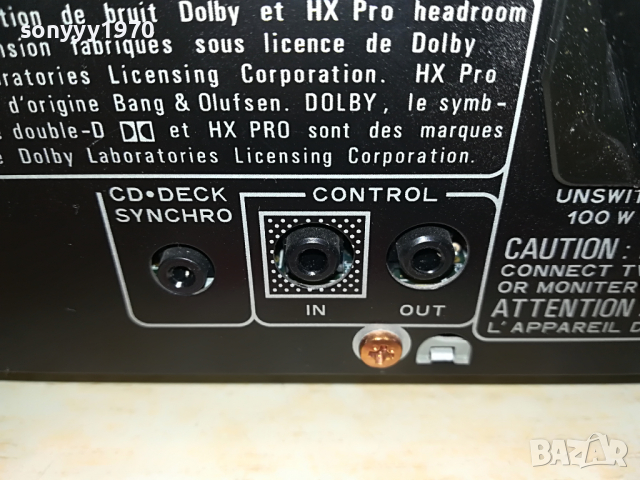 tion de bruit Dolby et HX Pro headroom
sonyyy1970
nsion fabriqués sous licence de Dolby
oratories Licensing Corporation. HX Pro
d'origine Bang & Olufsen. DOLBY, le symb-
double-D et HX PRO sont des marques
Dolby Laboratories Licensing Corporation.
CD•DECK
SYNCHRO
CONTROL
IN
OUT
UNSWIT
100 W
CAUTION:
CONNECT T
OR MONITER
ATTENTION
L'APPAREIL D
BAZAR